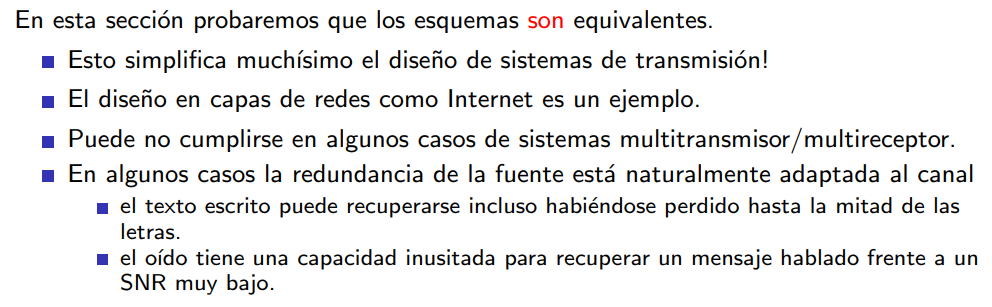 En esta sección probaremos que los esquemas son equivalentes.
Esto simplifica muchísimo el diseño de sistemas de transmisión!
El diseño en capas de redes como Internet es un ejemplo.
Puede no cumplirse en algunos casos de sistemas multitransmisor/multireceptor.
En algunos casos la redundancia de la fuente está naturalmente adaptada al canal
el texto escrito puede recuperarse incluso habiéndose perdido hasta la mitad de las
letras.
el oído tiene una capacidad inusitada para recuperar un mensaje hablado frente a un
SNR muy bajo.